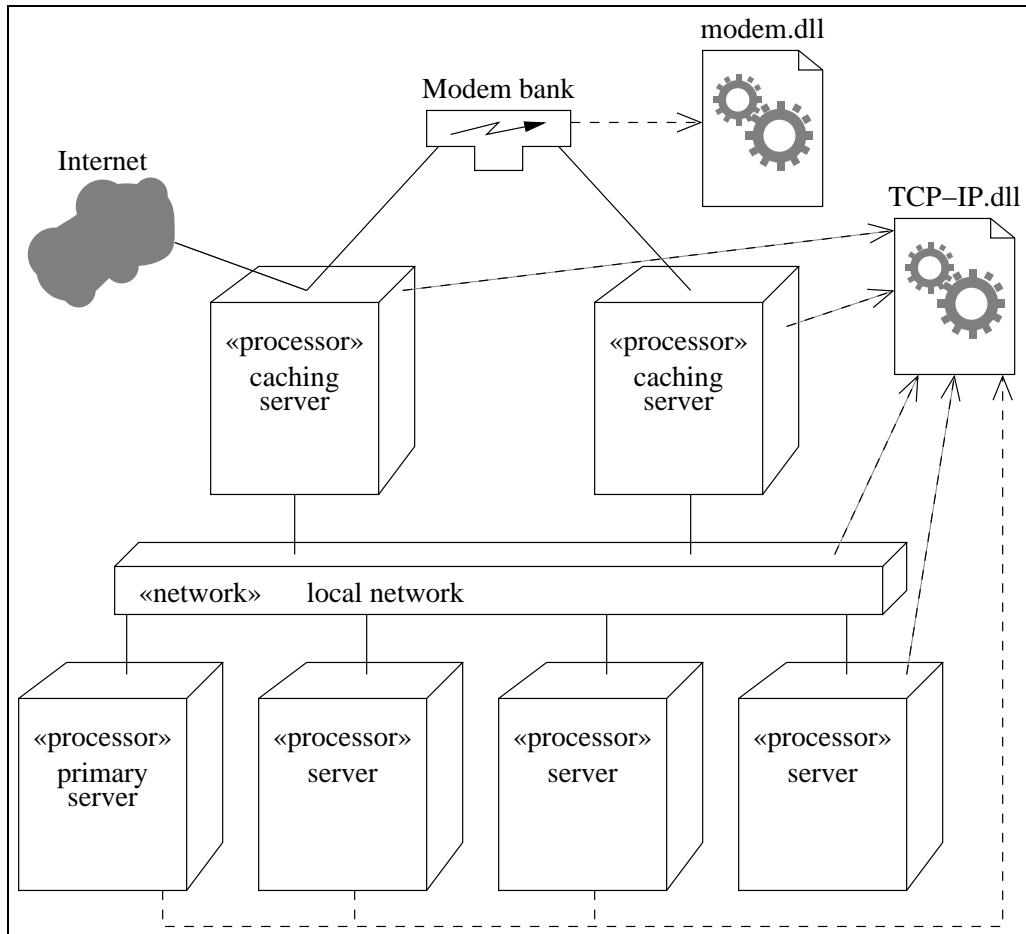 modem.dll
Modem bank
Internet
TCP–IP.dll
«processor»
caching
server
«processor»
caching
server
«network» local network
«processor»
primary
server
«processor»
server
«processor»
server
«processor»
server